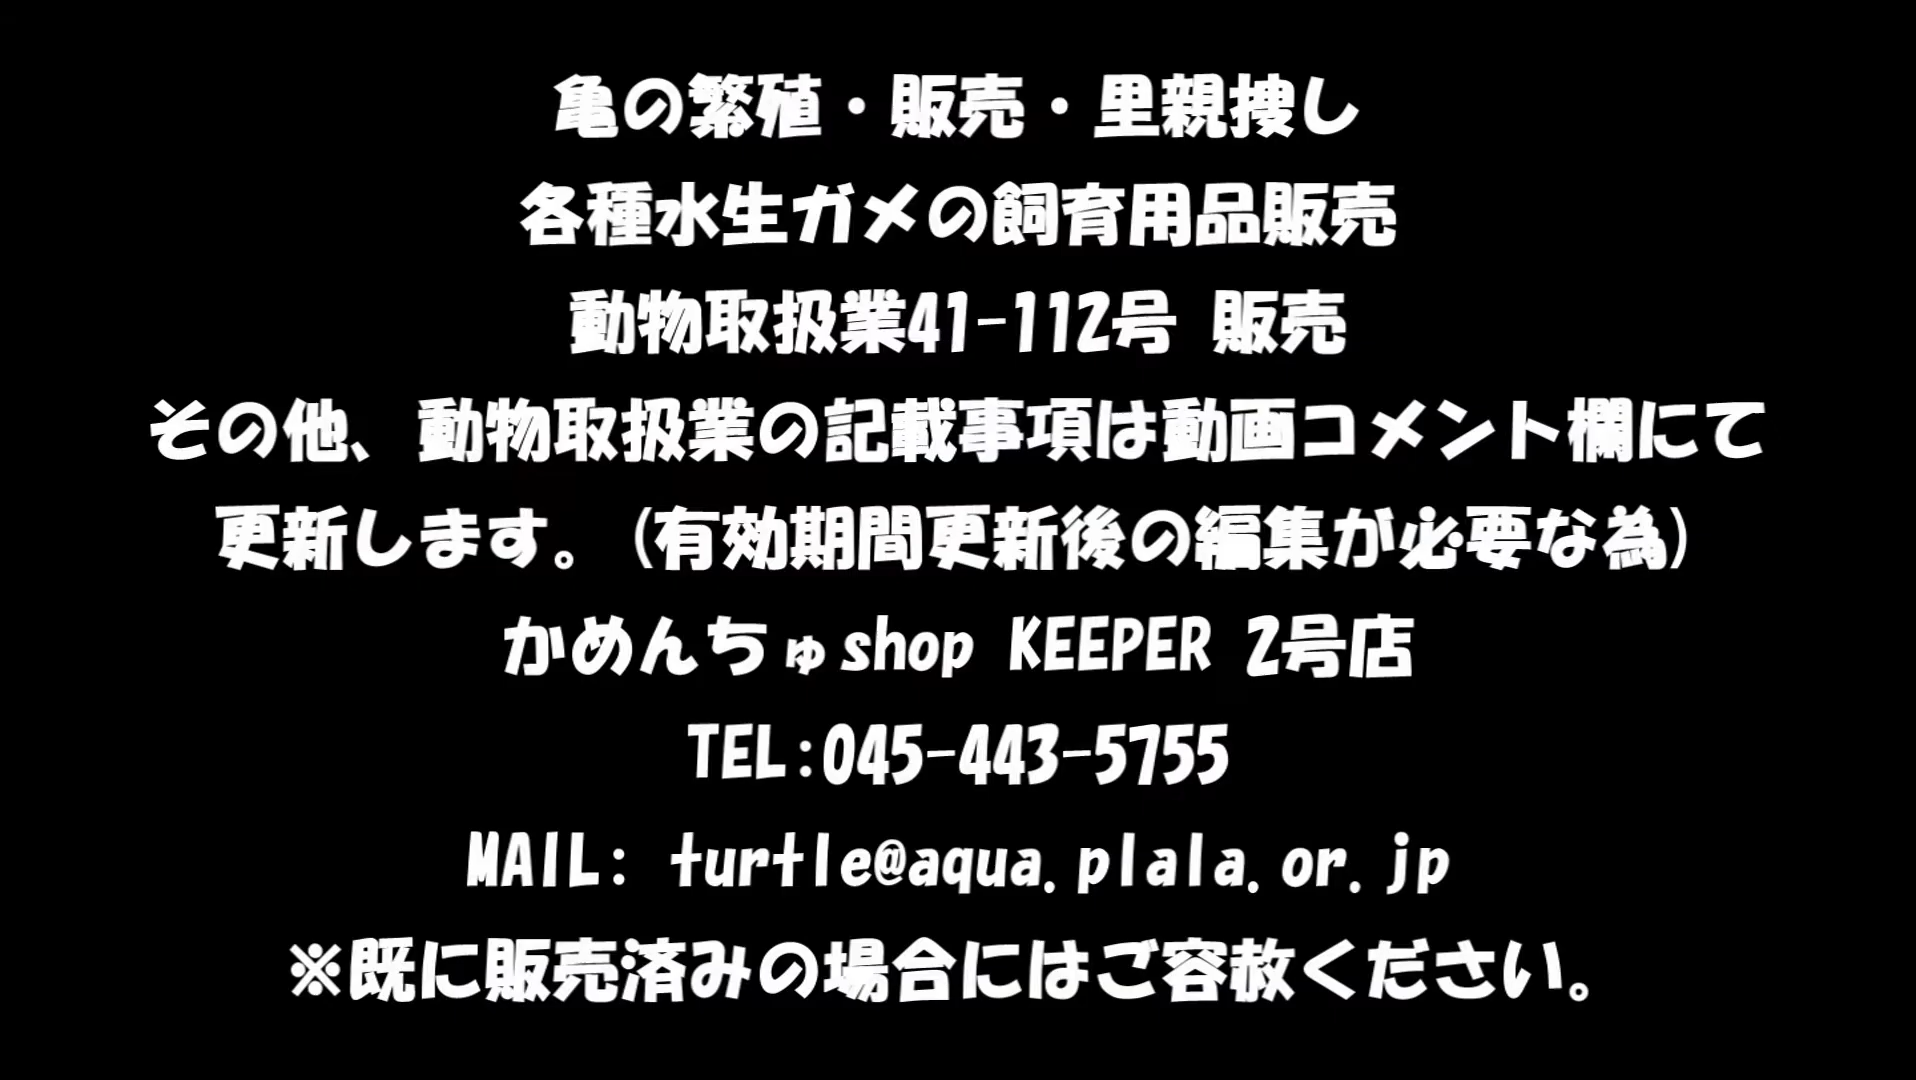 亀の繁殖・販売・里親捜し
各種水生ガメの飼育用品販売
動物取扱業41-112号 販売
その他、動物取扱業の記載事項は動画コメント欄にて
更新します。(有効期間更新後の編集が必要な為)
かめんちゅshop KEEPER 2号店
TEL:045-443-5755
MAIL: turtle@aqua.plala.or.jp
※既に販売済みの場合にはご容赦ください。